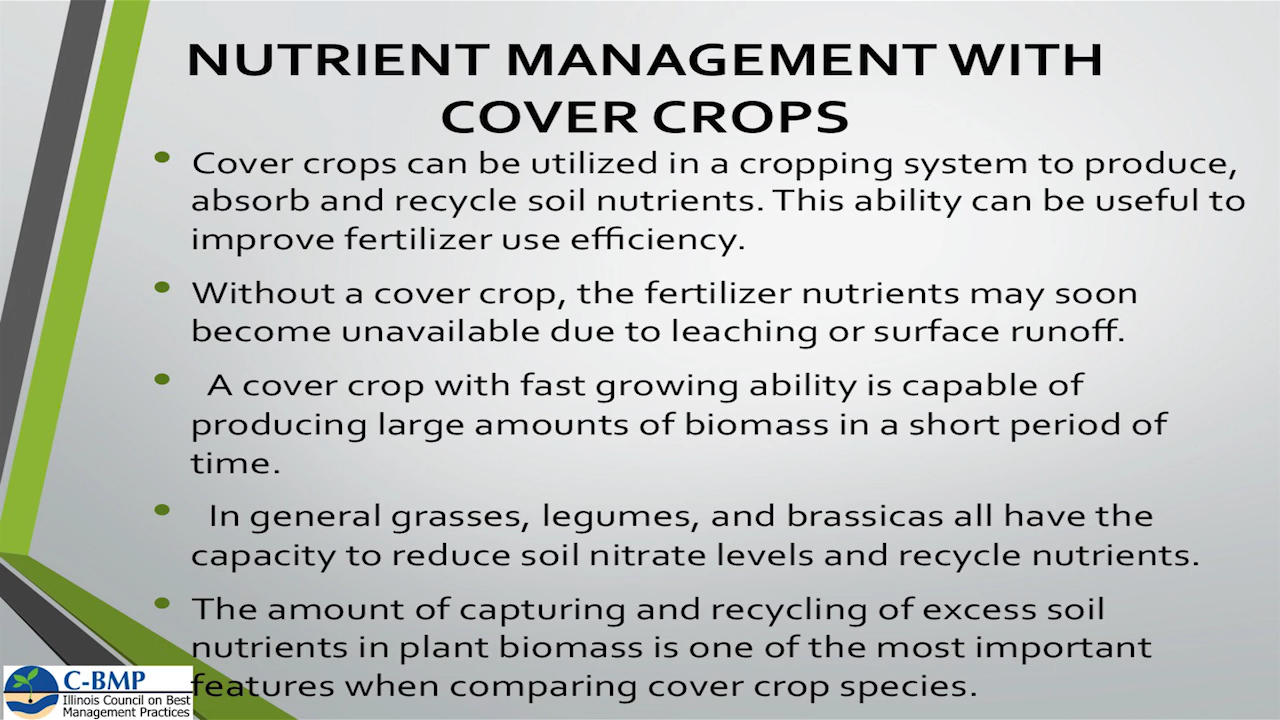 NUTRIENT MANAGEMENT WITH
COVER CROPS
• Cover crops can be utilized in a cropping system to produce,
absorb and recycle soil nutrients. This ability can be useful to
improve fertilizer use efficiency.
• Without a cover crop, the fertilizer nutrients may soon
become unavailable due to leaching or surface runoff.
• A cover crop with fast growing ability is capable of
producing large amounts of biomass in a short period of
time.
• In general grasses, legumes, and brassicas all have the
capacity to reduce soil nitrate levels and recycle nutrients.
• The amount of capturing and recycling of excess soil
nutrients in plant biomass is one of the most important
features when comparing cover crop species.
C-BMP
Illinois Council on Best
Management Practices